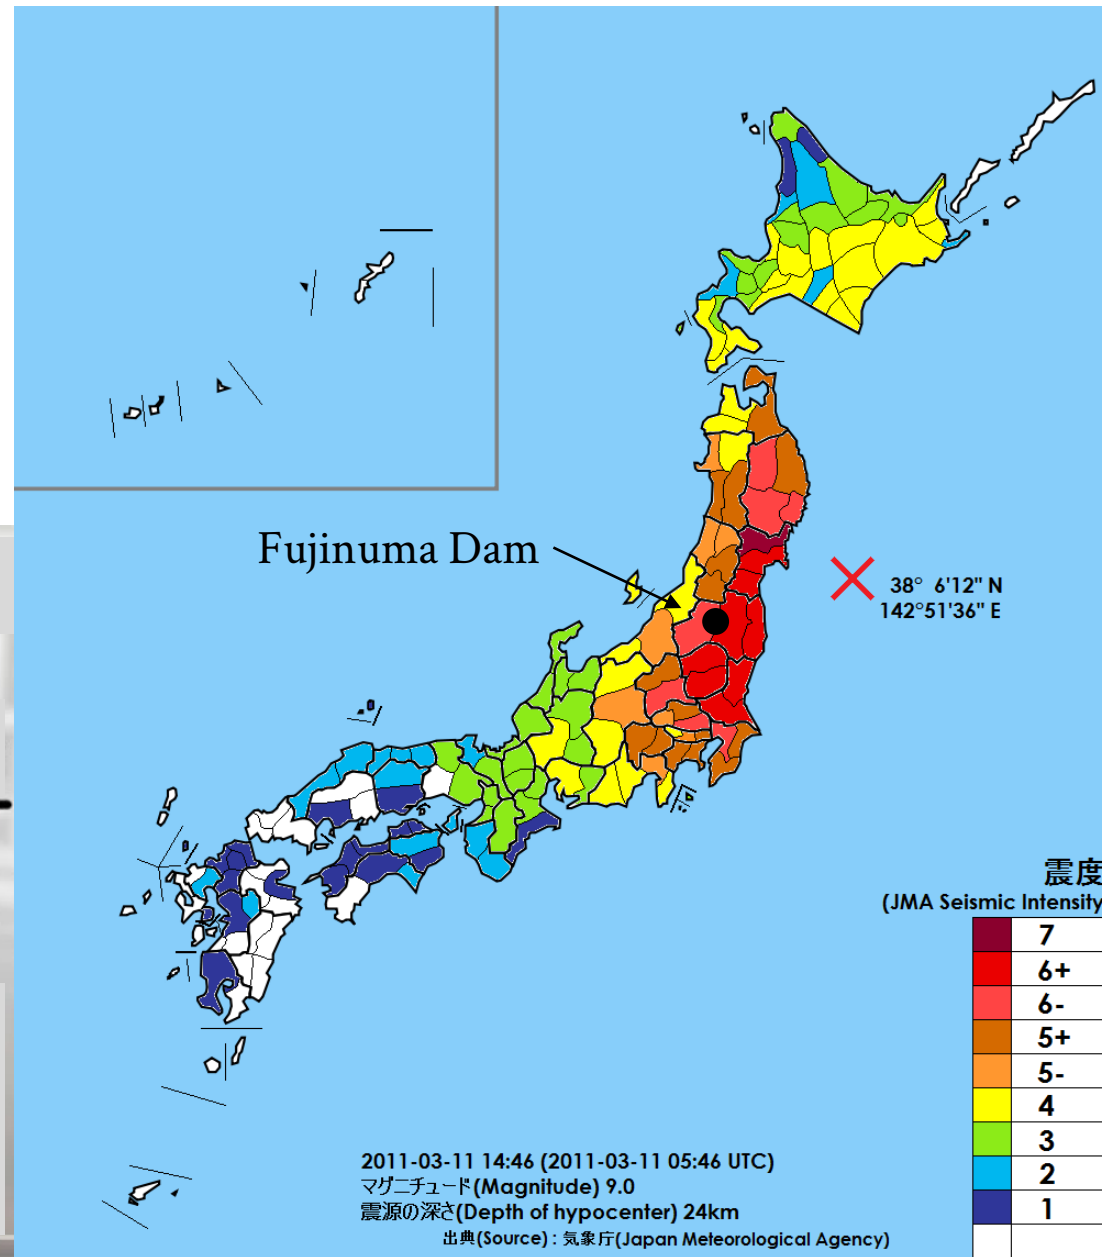 Fujinuma Dam
38° 6'12" N
142°51'36" E
震度
(JMA Seismic Intensity
7
6+
6-
5+
5-
4
3
2
1
2011-03-11 14:46 (2011-03-11 05:46 UTC)
マグニチュード(Magnitude) 9.0
震源の深さ(Depth of hypocenter) 24km
出典(Source) : 気象庁(Japan Meteorological Agency)